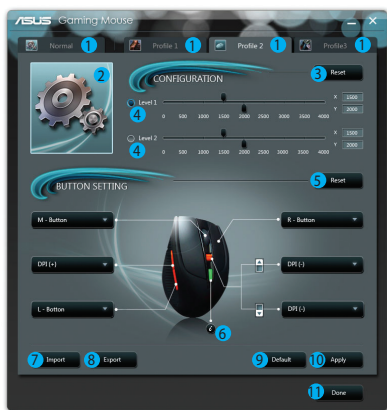 ASUS Gaming Mouse
Normal 1 Profile 1 1 Profile 2 1 Profile3 1
2
CONFIGURATION
3 Reset
Level 1
X 1500
Y 2000
4
0 500 1000 1500 2000 2500 3000 3500 4000
Level 2
X 1500
Y 2000
4
0 500 1000 1500 2000 2500 3000 3500 4000
BUTTON SETTING
5 Reset
M - Button
R - Button
DPI (+)
DPI (-)
L - Botton
DPI (-)
6
7 Import 8 Export 9 Default 10 Apply
11 Done